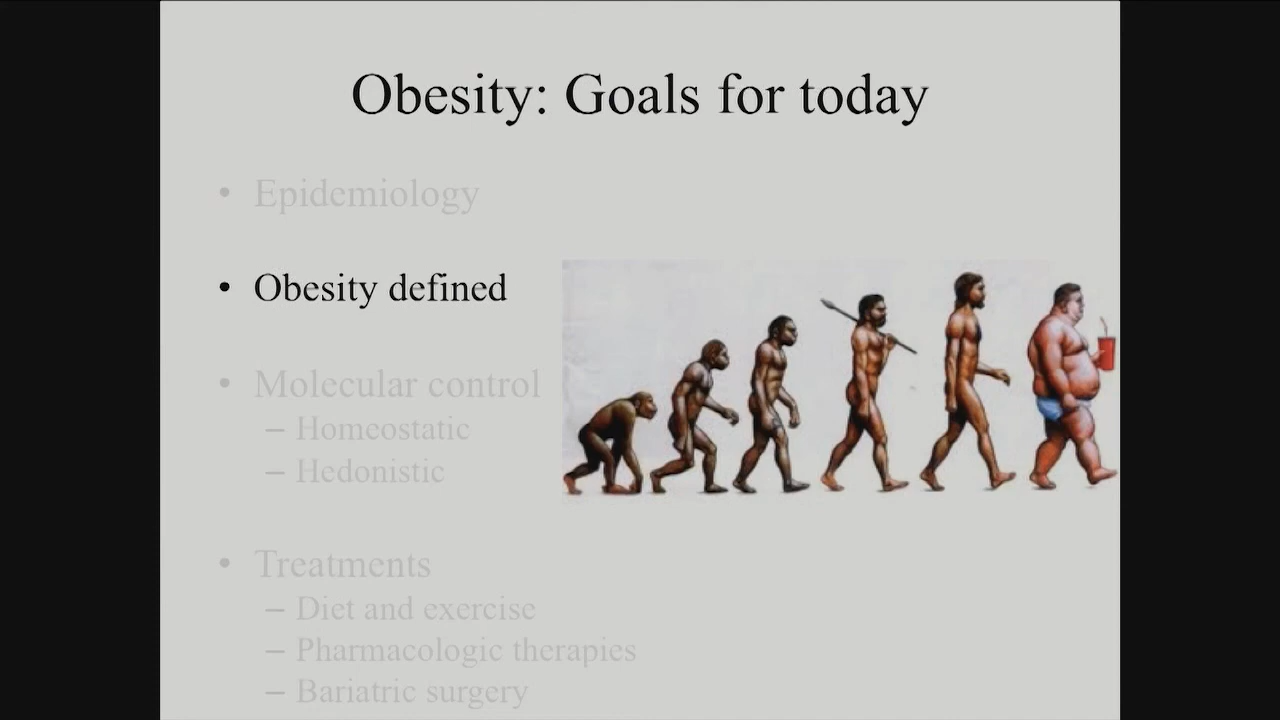 Obesity: Goals for today
• Epidemiology
• Obesity defined
• Molecular control
– Homeostatic
– Hedonistic
• Treatments
– Diet and exercise
– Pharmacologic therapies
– Bariatric surgery